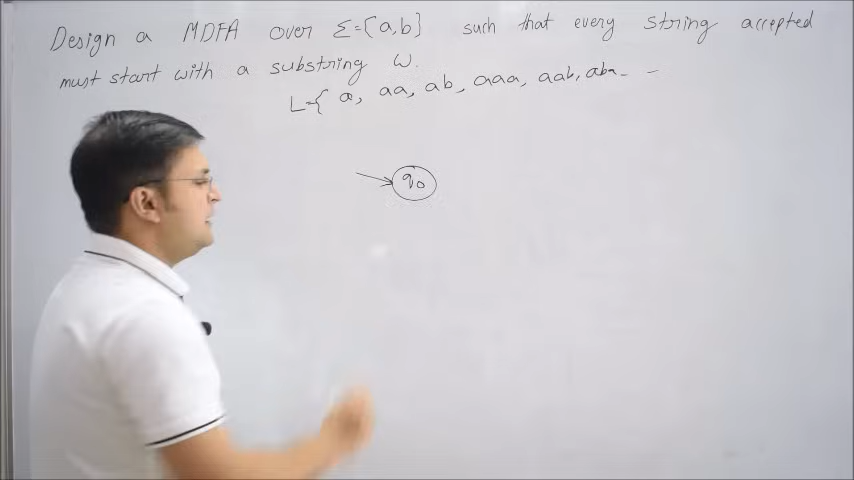 Design a MDFA over Σ={a,b} such that every string accepted
must start with a substring w.
L={ a, aa, ab, aaa, aab, aba- -
q0